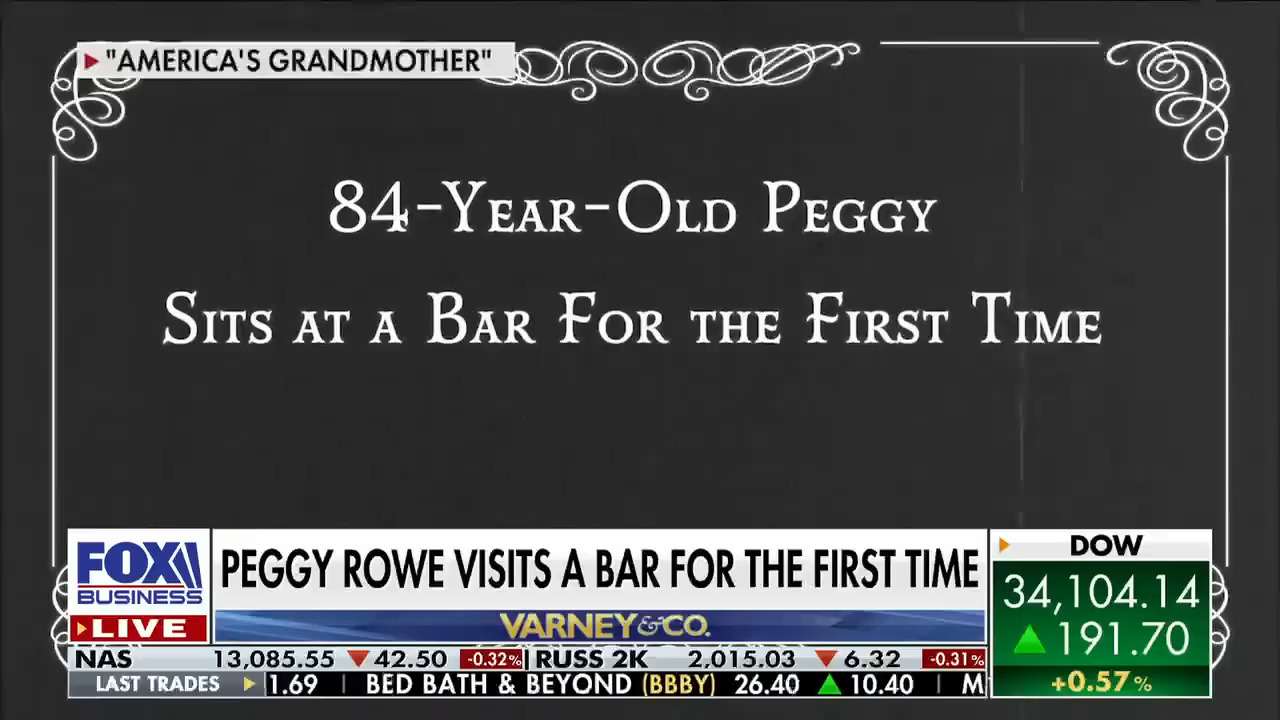 "AMERICA'S GRANDMOTHER"
84-YEAR-OLD PEGGY
SITS AT A BAR FOR THE FIRST TIME
FOX BUSINESS
LIVE
PEGGY ROWE VISITS A BAR FOR THE FIRST TIME
VARNEY&CO.
DOW
34,104.14
191.70
+0.57%
NAS 13,085.55 42.50 -0.32% RUSS 2K 2,015.03 6.32 -0.31%
LAST TRADES 1.69 | BED BATH & BEYOND (BBBY) 26.40 10.40 | M